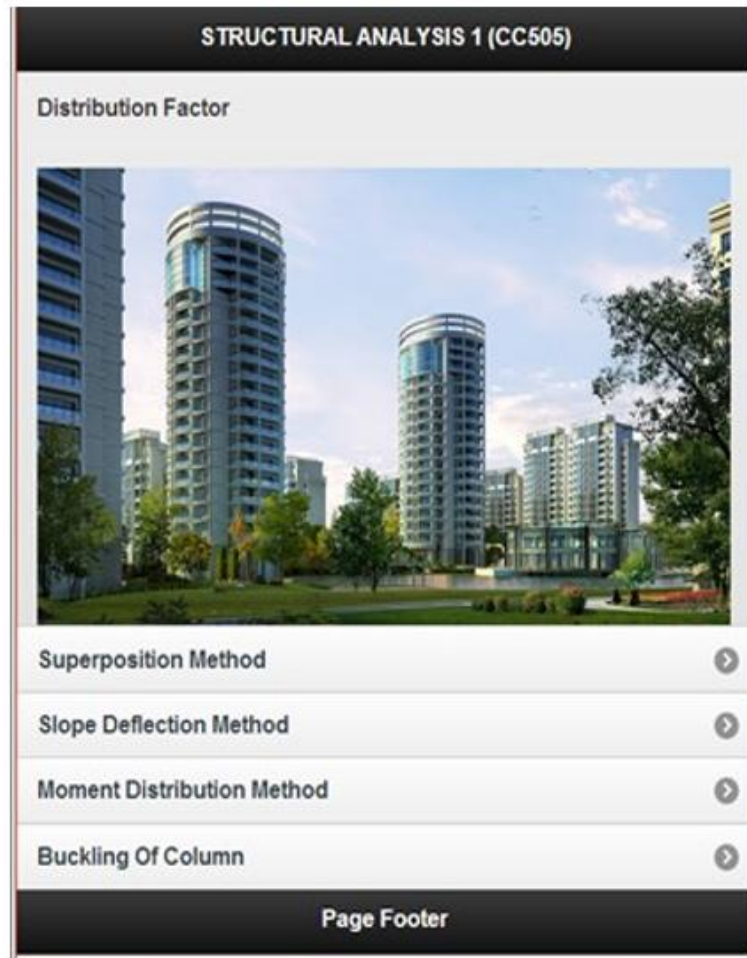 STRUCTURAL ANALYSIS 1 (CC505)
Distribution Factor
Superposition Method
Slope Deflection Method
Moment Distribution Method
Buckling Of Column
Page Footer